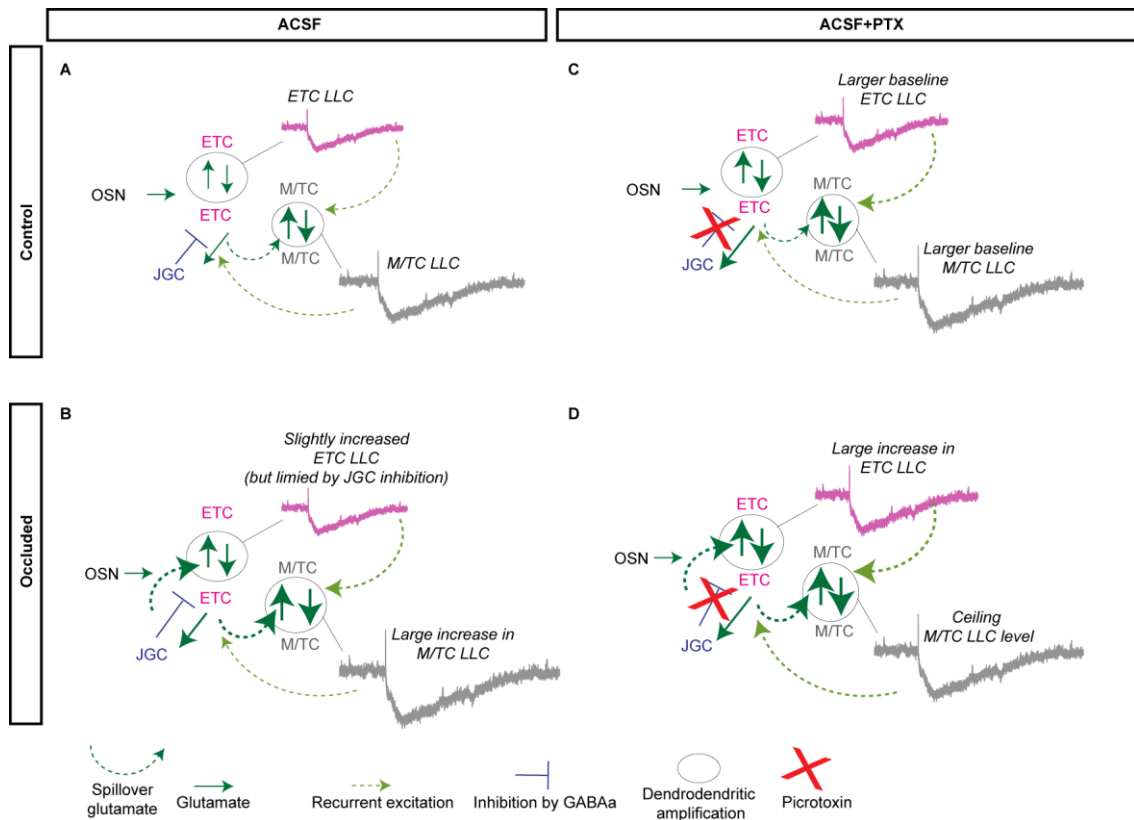 ACSF
ACSF+PTX
Control
A
ETC LLC
ETC
OSN
M/TC
ETC
M/TC
JGC
M/TC LLC
C
Larger baseline
ETC LLC
ETC
OSN
M/TC
ETC
M/TC
JGC
Larger baseline
M/TC LLC
Occluded
B
Slightly increased
ETC LLC
(but limied by JGC inhibition)
ETC
OSN
M/TC
ETC
M/TC
JGC
Large increase in
M/TC LLC
D
Large increase in
ETC LLC
ETC
OSN
M/TC
ETC
M/TC
JGC
Ceiling
M/TC LLC level
Spillover
glutamate
Glutamate
Recurrent excitation
Inhibition by GABAa
Dendrodendritic
amplification
Picrotoxin